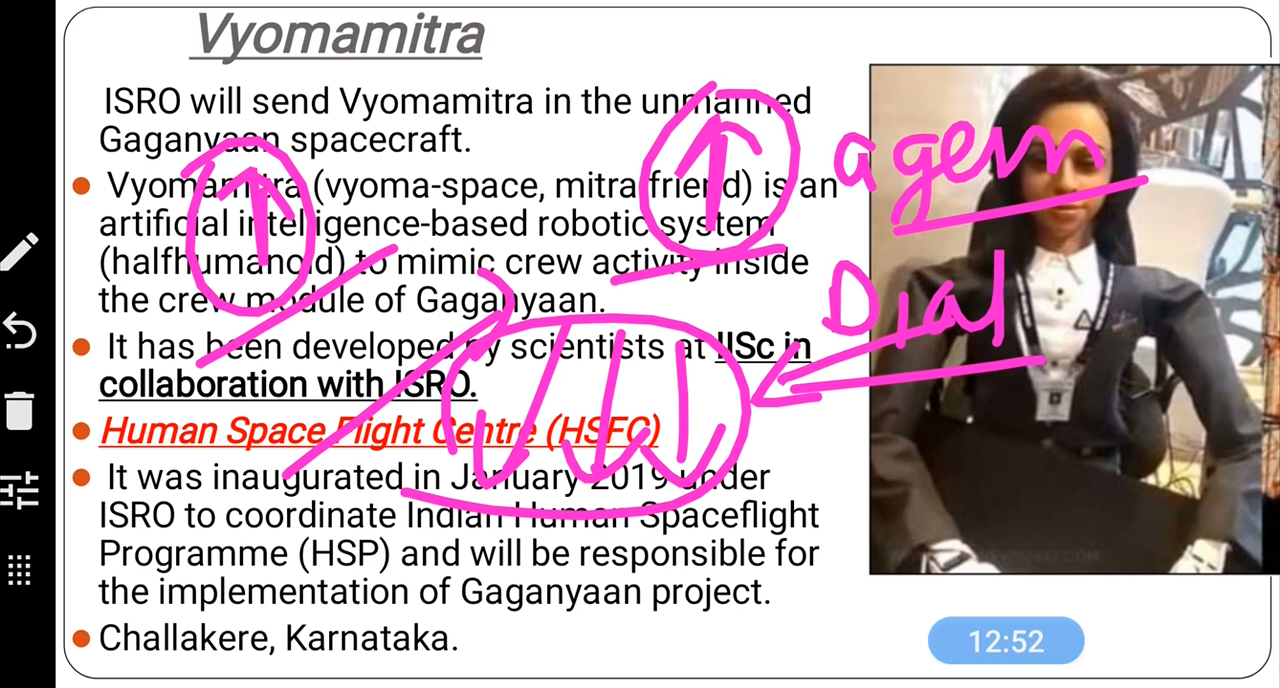 Vyomamitra
ISRO will send Vyomamitra in the unmanned
Gaganyaan spacecraft.
Vyomamitra (vyoma-space, mitra friend) is an
artificial intelligence-based robotic system
(halfhumanoid) to mimic crew activity inside
the crew module of Gaganyaan.
It has been developed by scientists at IISc in
collaboration with ISRO.
Human Space Flight Centre (HSFC)
It was inaugurated in January 2019 under
ISRO to coordinate Indian Human Spaceflight
Programme (HSP) and will be responsible for
the implementation of Gaganyaan project.
Challakere, Karnataka.
Dial
12:52